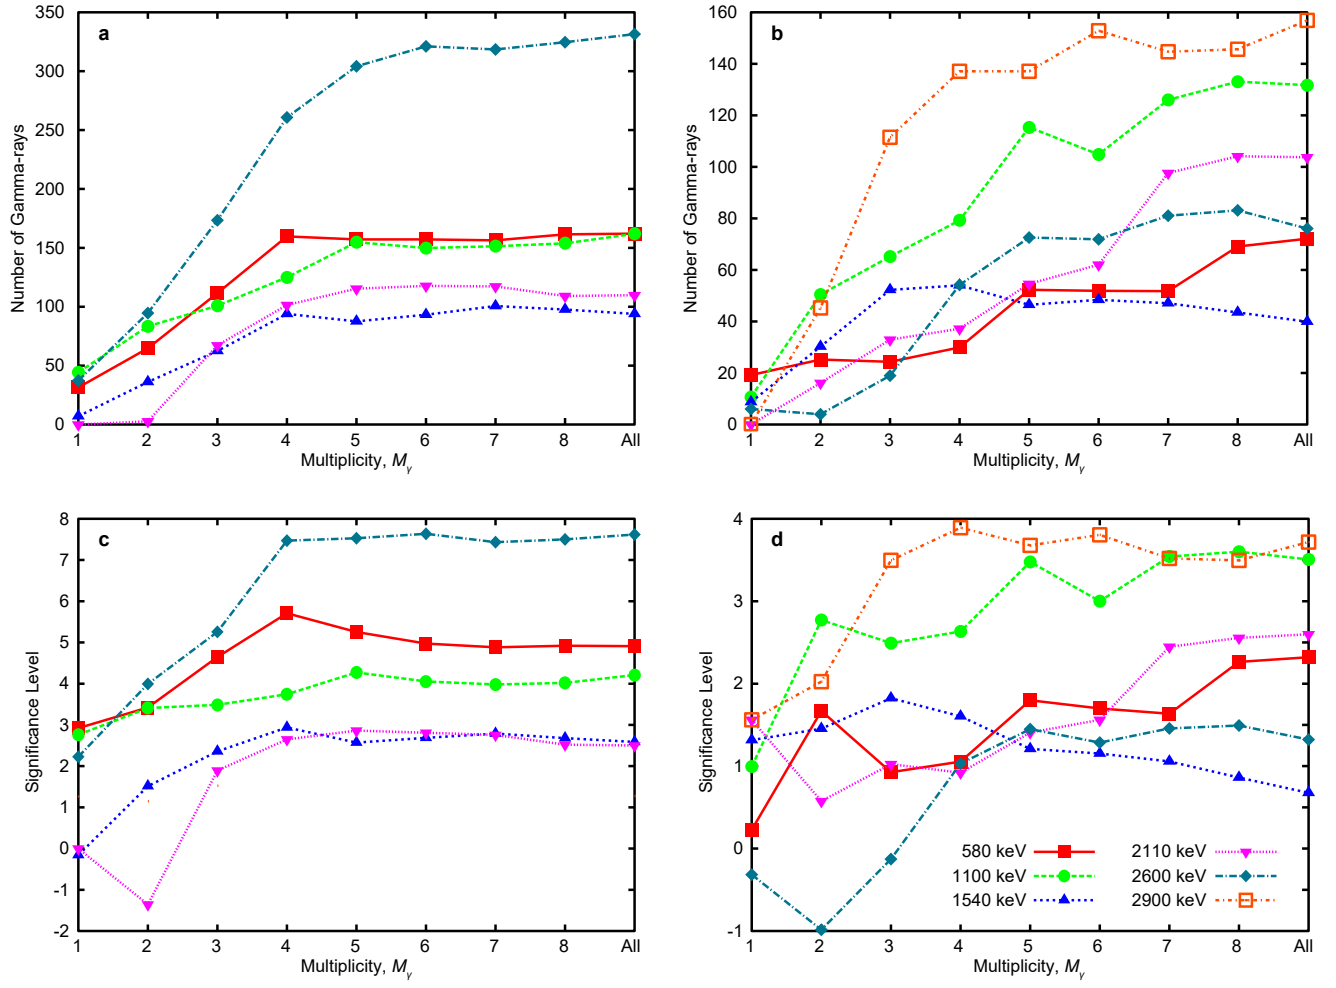 a
Number of Gamma-rays
350
300
250
200
150
100
50
0
1 2 3 4 5 6 7 8 All
Multiplicity, Mγ
b
Number of Gamma-rays
160
140
120
100
80
60
40
20
0
1 2 3 4 5 6 7 8 All
Multiplicity, Mγ
c
Significance Level
8
7
6
5
4
3
2
1
0
-1
-2
1 2 3 4 5 6 7 8 All
Multiplicity, Mγ
d
Significance Level
4
3
2
1
0
-1
580 keV
1100 keV
1540 keV
2110 keV
2600 keV
2900 keV
1 2 3 4 5 6 7 8 All
Multiplicity, Mγ